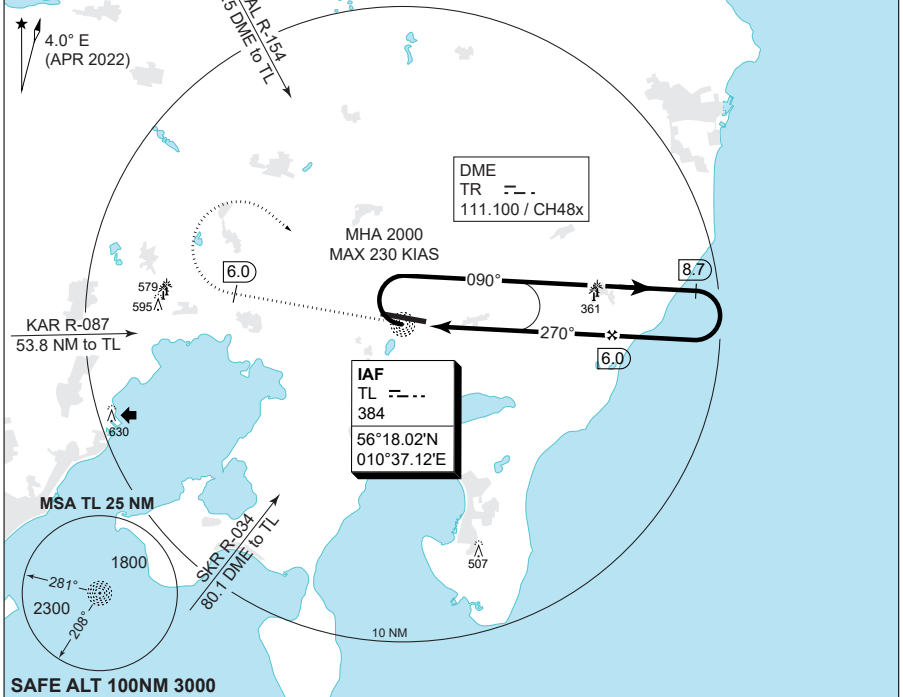 AL R-154
5 DME to TL
4.0° E
(APR 2022)
DME
TR
111.100 / CH48x
MHA 2000
MAX 230 KIAS
6.0
090°
8.7
579
595
361
KAR R-087
53.8 NM to TL
270°
6.0
IAF
TL
384
56°18.02'N
010°37.12'E
630
MSA TL 25 NM
1800
281°
2300
208°
SKR R-034
80.1 DME to TL
507
10 NM
SAFE ALT 100NM 3000